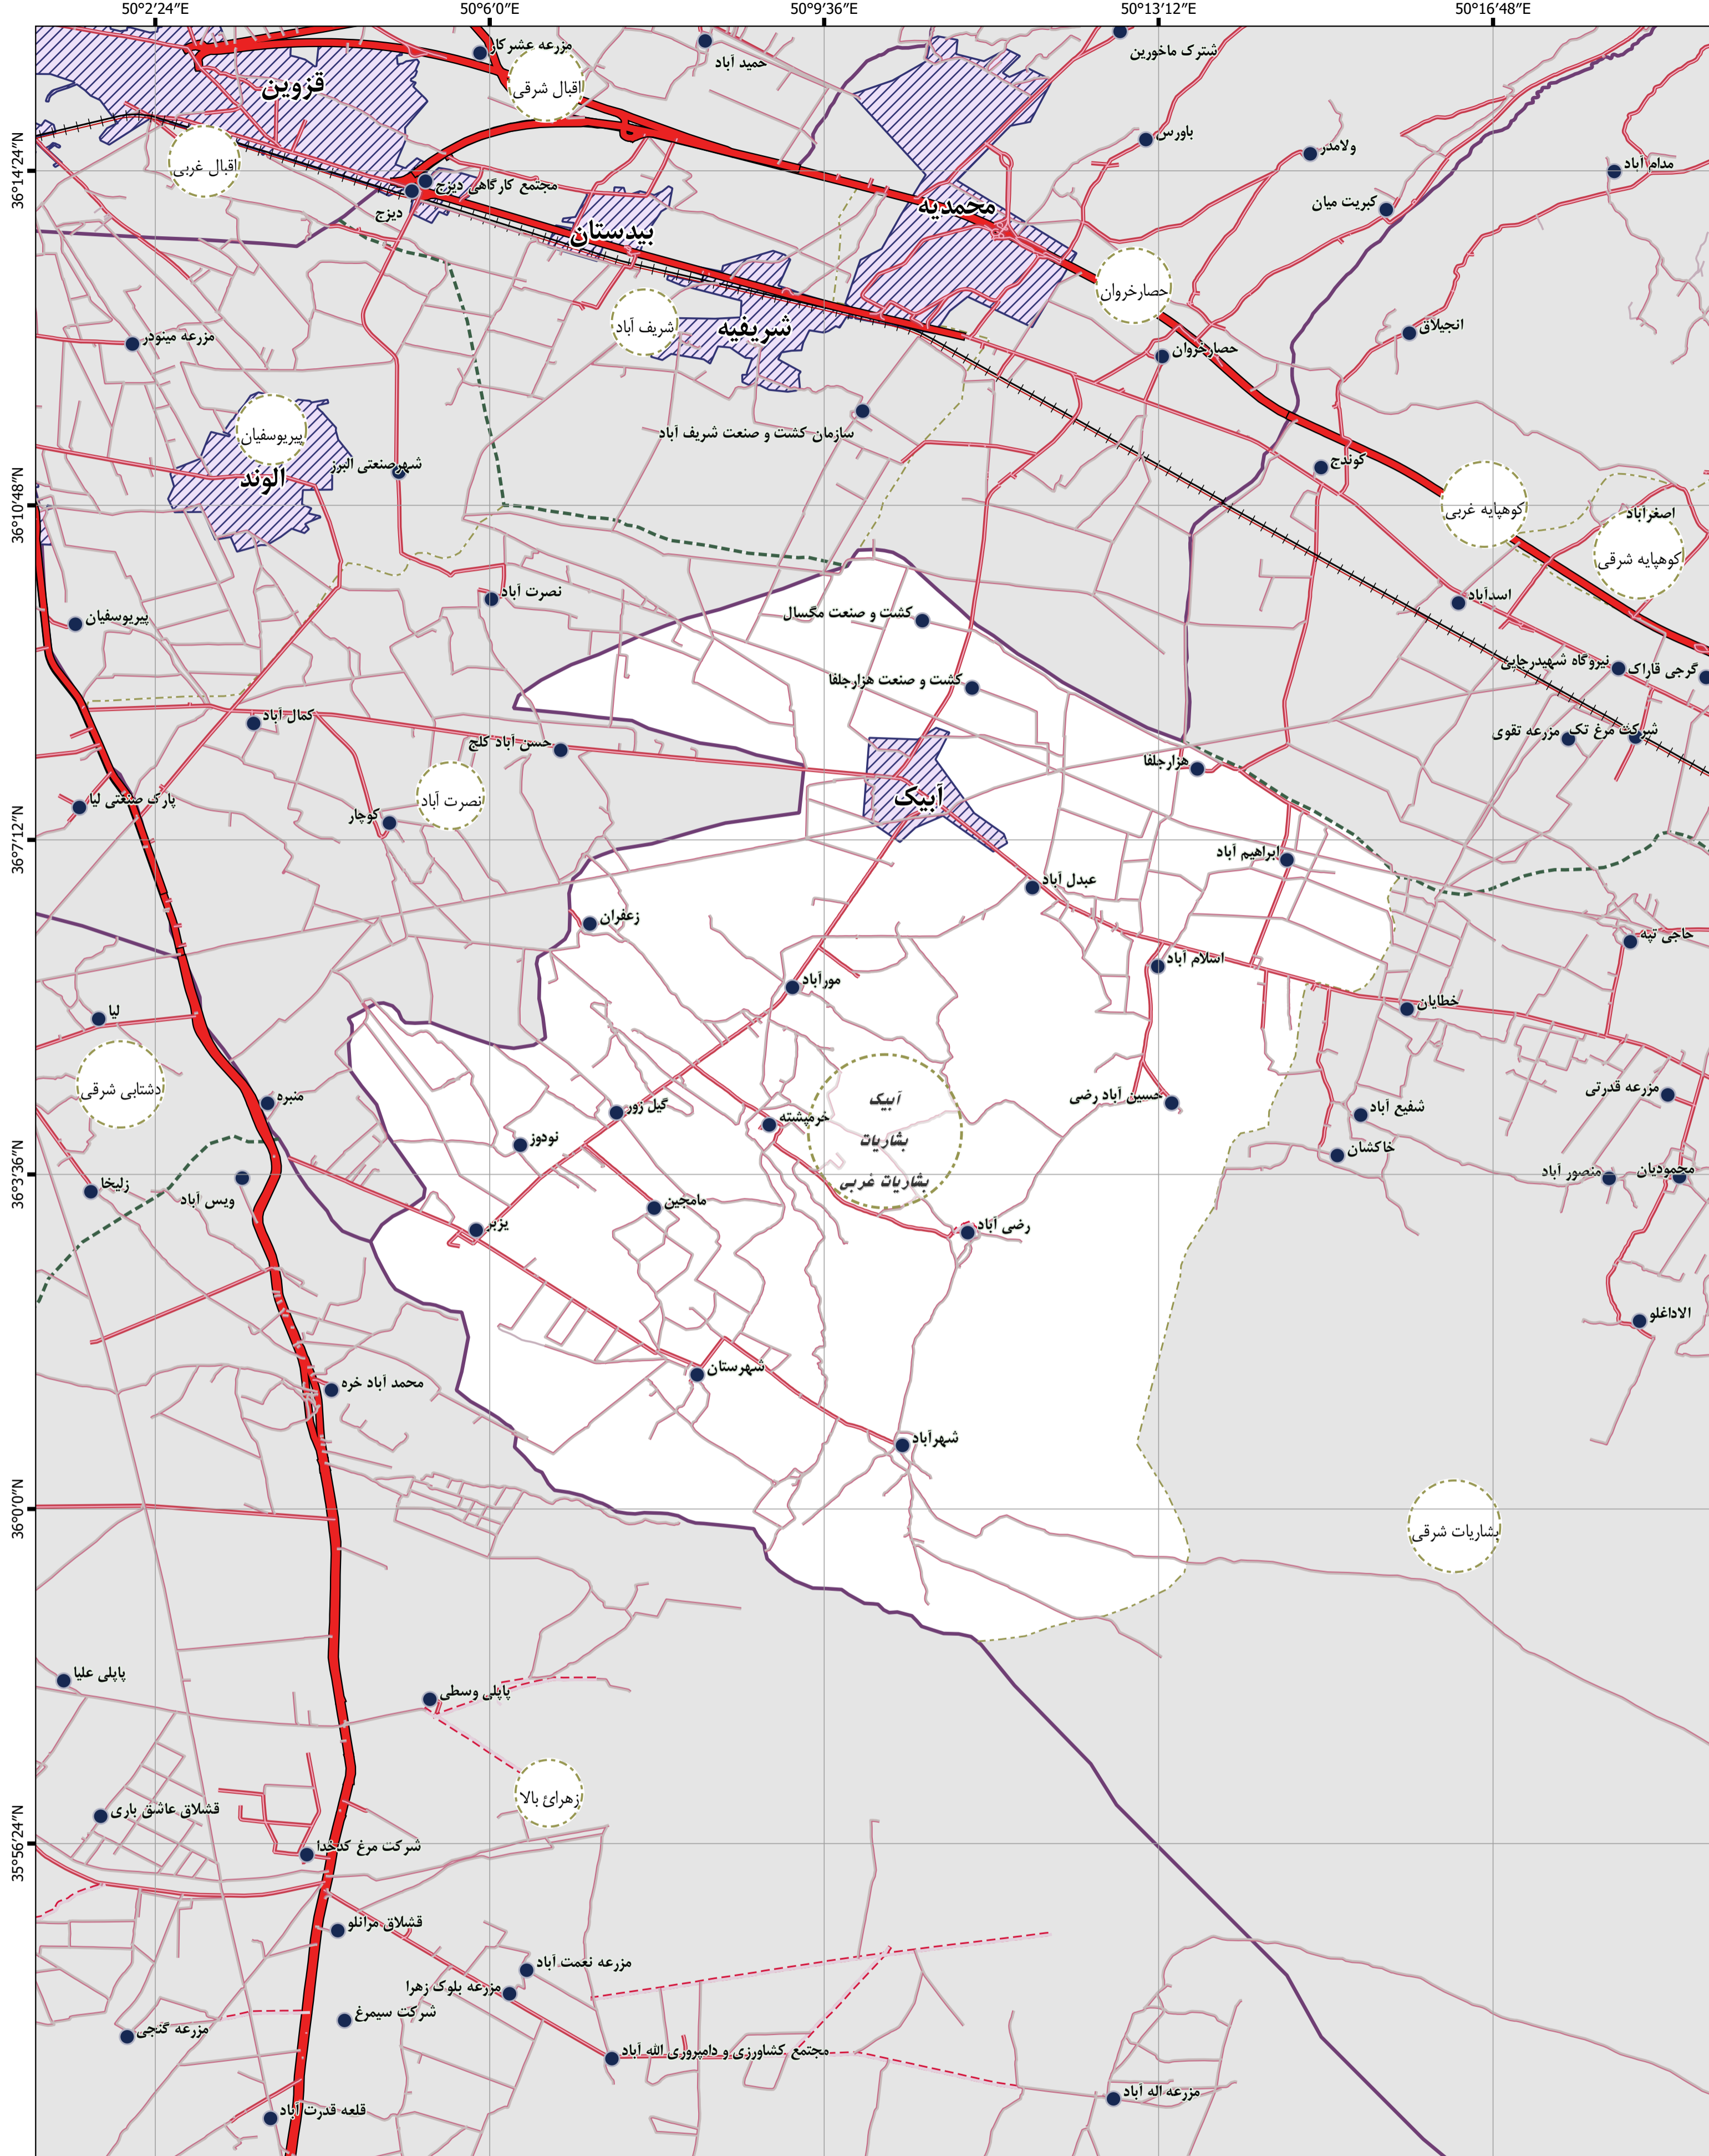 50°2′24″E
50°6′0″E
50°9′36″E
50°13′12″E
50°16′48″E
36°14′24″N
36°10′48″N
36°7′12″N
36°3′36″N
36°0′0″N
35°56′24″N
مزرعه عشرکار
حمید آباد
شترک ماخورین
قزوین
اقبال شرقی
باورس
ولامدر
مدام آباد
اقبال غربی
مجتمع کارگاهی دیزج
دیزج
کبریت میان
محمدیه
بیدستان
حصارخروان
شریف آباد
شریفیه
انجیلاق
مزرعه مینودر
حصارخروان
پیریوسفیان
سازمان کشت و صنعت شریف آباد
الوند
شهرصنعتی البرز
کوندج
کوهپایه غربی
اصغرآباد
کوهپایه شرقی
نصرت آباد
اسدآباد
پیریوسفیان
کشت و صنعت مگسال
نیروگاه شهیدرجایی
گرجی قاراک
کشت و صنعت هزارجلفا
کمال آباد
حسن آباد کلج
شرکت مرغ تک
مزرعه تقوی
هزارجلفا
پارک صنعتی لیا
نصرت آباد
آبیک
کوچار
ابراهیم آباد
عبدل آباد
زعفران
حاجی تپه
اسلام آباد
مورآباد
خطایان
لیا
دشتابی شرقی
منبره
آبیک
بشاریات
بشاریات غربی
حسین آباد رضی
مزرعه قدرتی
گیل زور
خرمپشته
شفیع آباد
نودوز
خاکشان
منصور آباد
محمودیان
زلیخا
ویس آباد
مامجین
یزبر
رضی آباد
الاداغلو
شهرستان
محمد آباد خره
شهرآباد
بشاریات شرقی
پاپلی علیا
پاپلی وسطی
زهرائ بالا
قشلاق عاشق باری
شرکت مرغ کدخدا
قشلاق مرانلو
مزرعه نعمت آباد
مزرعه بلوک زهرا
شرکت سیمرغ
مزرعه گنجی
مجتمع کشاورزی و دامپروری الله آباد
مزرعه اله آباد
قلعه قدرت آباد